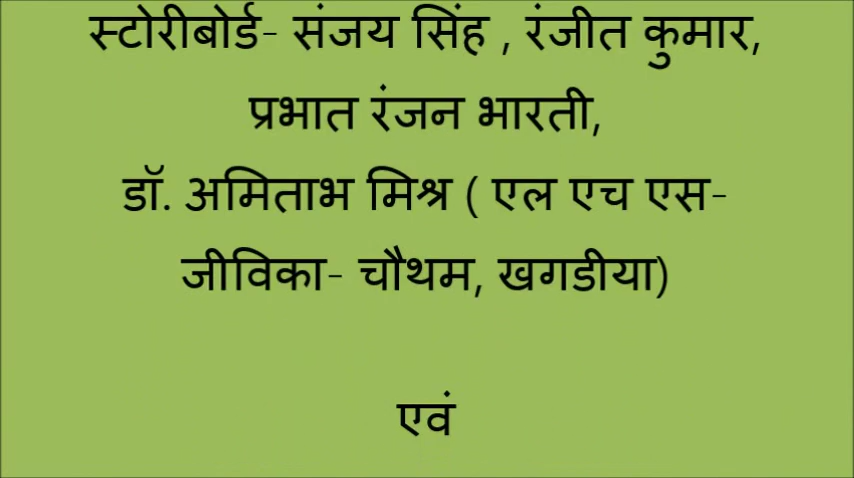 स्टोरीबोर्ड- संजय सिंह , रंजीत कुमार,
प्रभात रंजन भारती,
डॉ. अमिताभ मिश्र ( एल एच एस-
जीविका- चौथम, खगडीया)
एवं